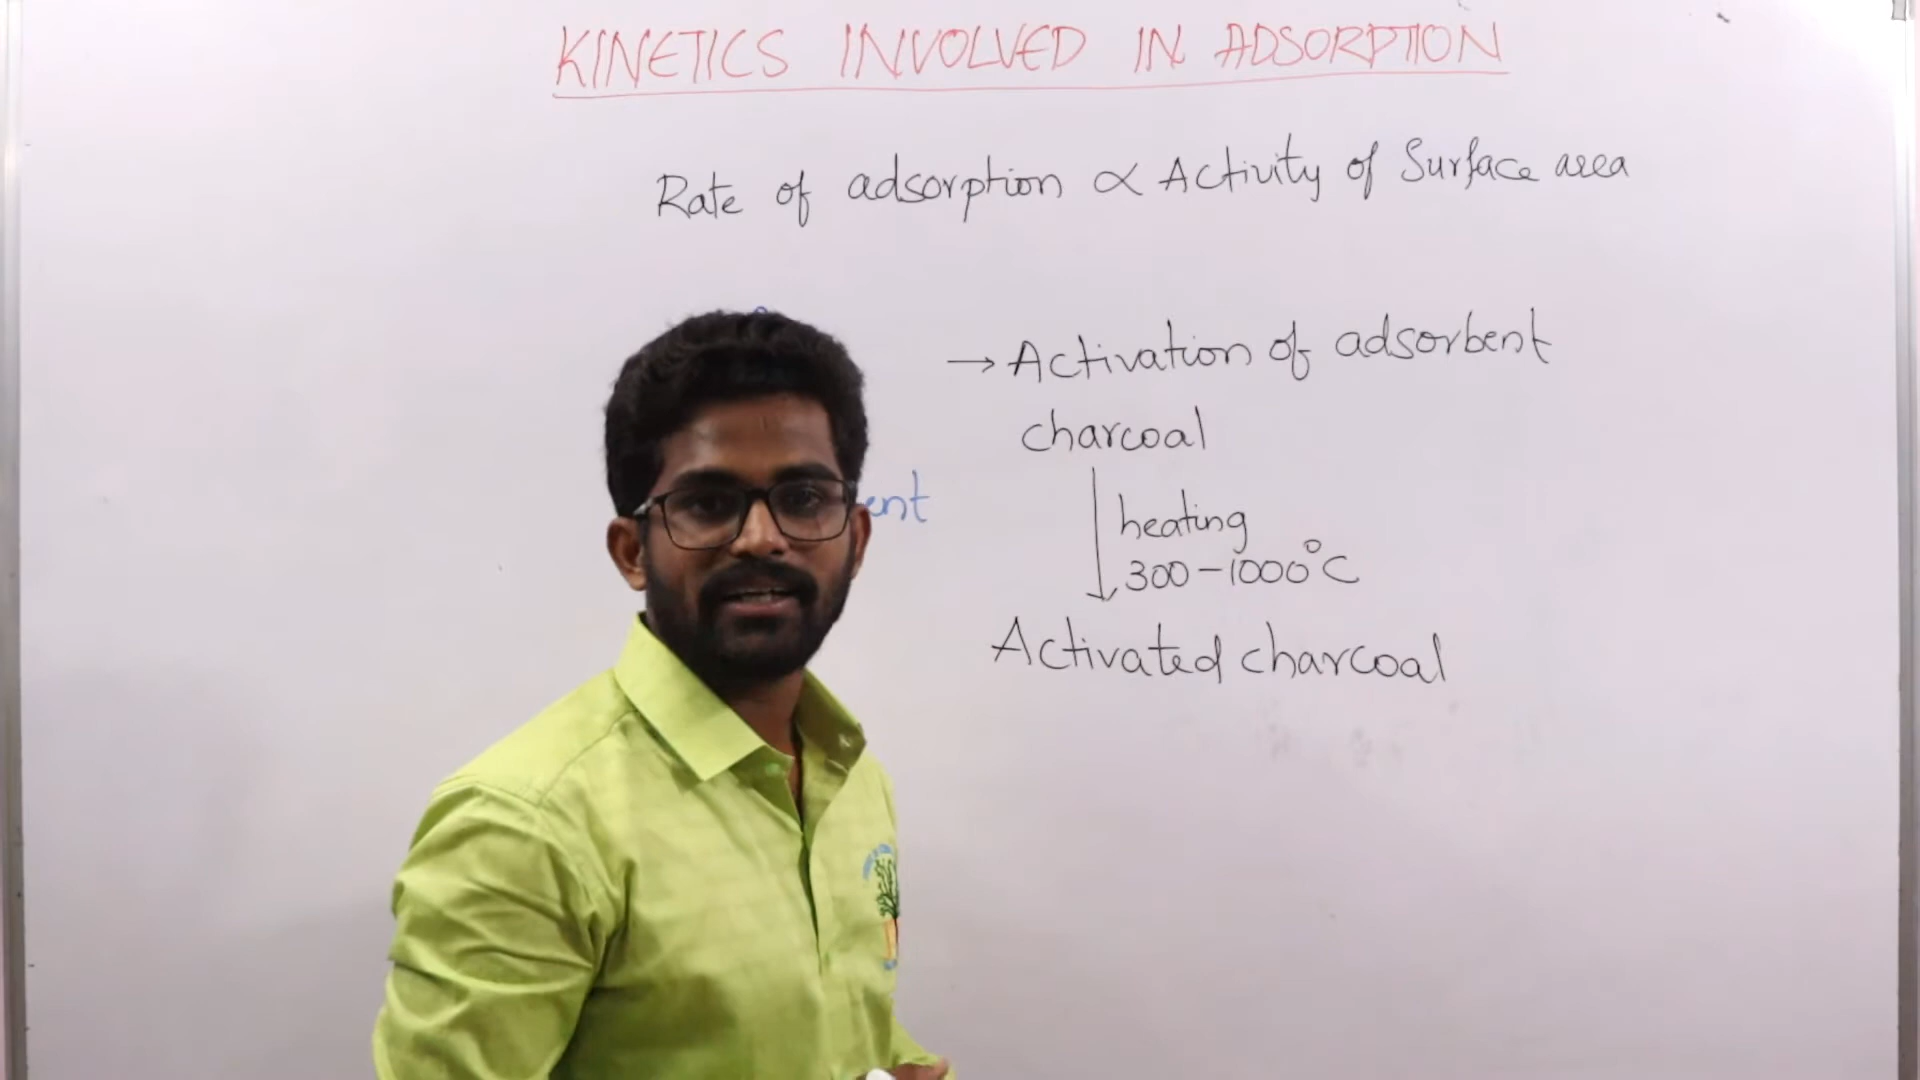 KINETICS INVOLVED IN ADSORPTION
Rate of adsorption ∝ Activity of Surface area
→ Activation of adsorbent
charcoal
heating
300-1000°C
Activated charcoal